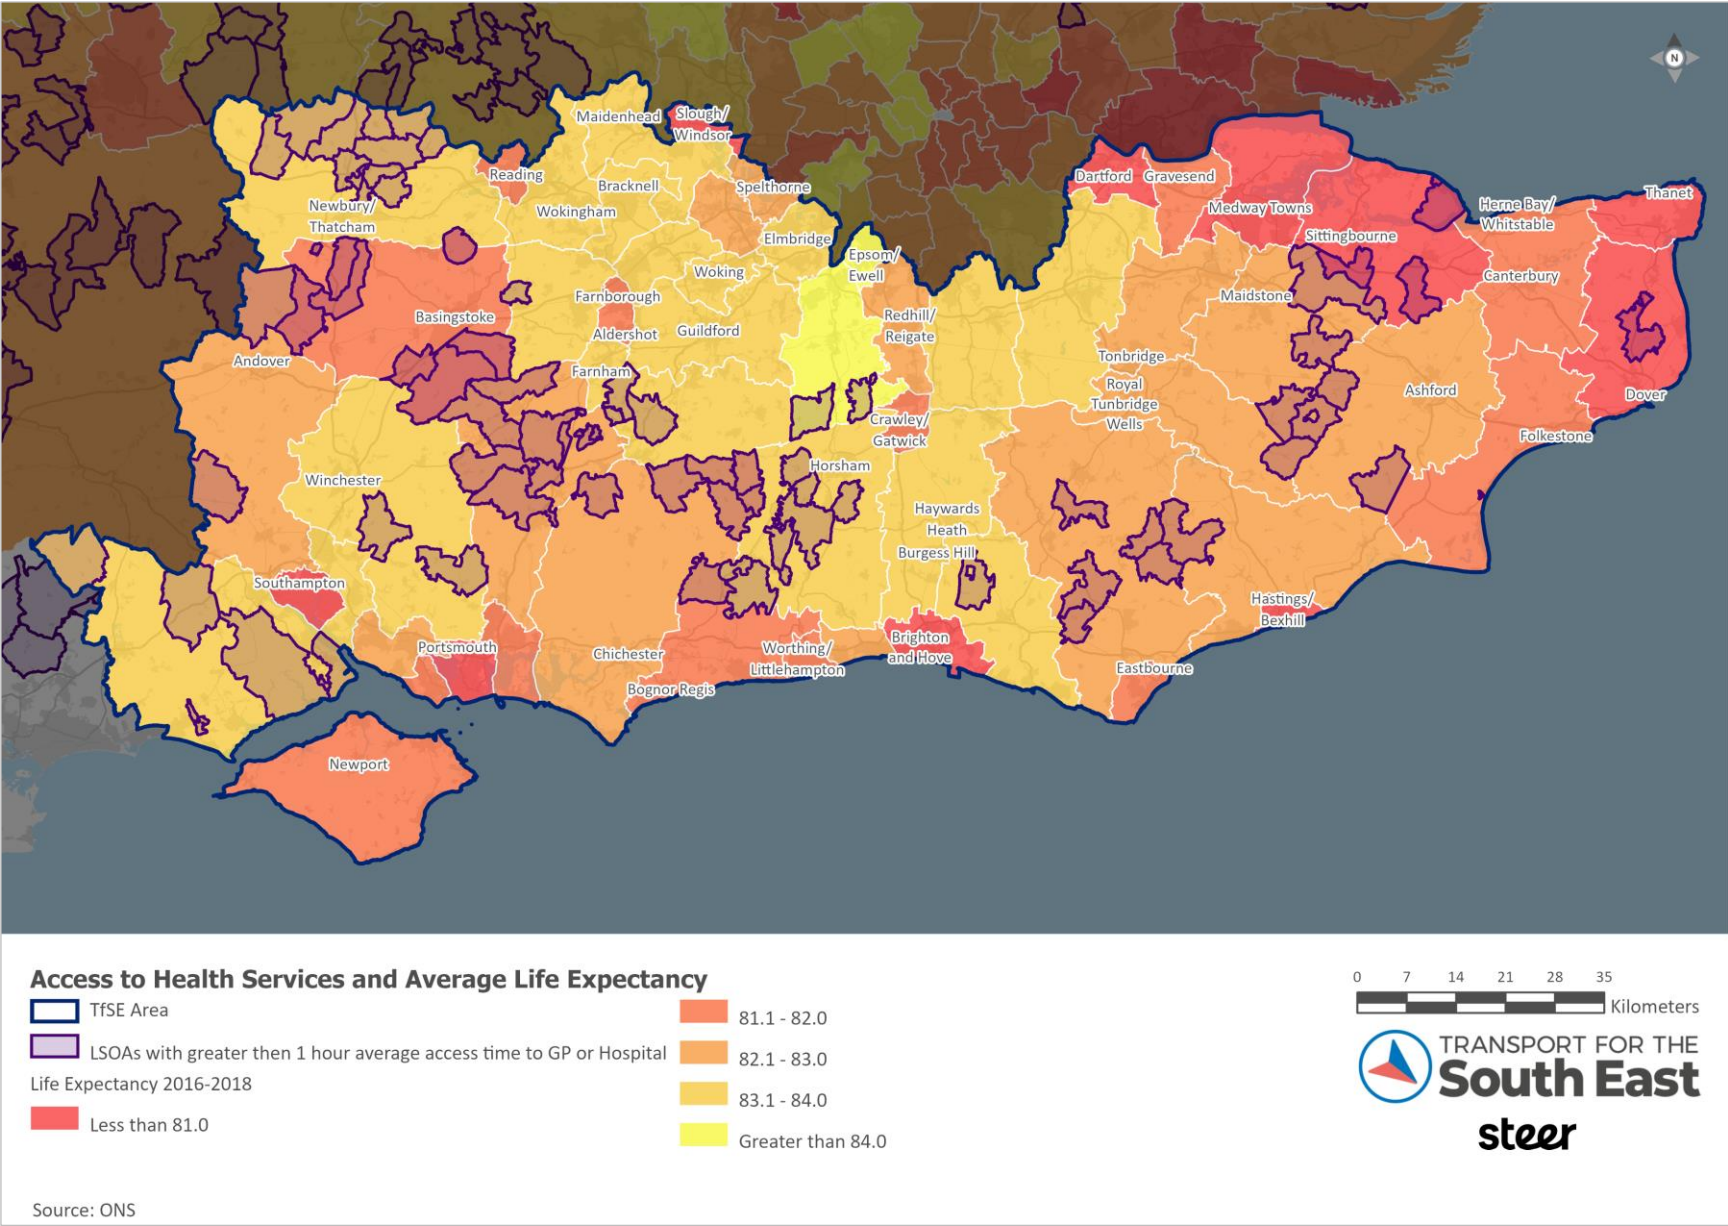 N
Maidenhead
Slough/
Windsor
Reading
Bracknell
Spelthorne
Wokingham
Newbury/
Thatcham
Elmbridge
Epsom/
Ewell
Woking
Dartford
Gravesend
Medway Towns
Sittingbourne
Herne Bay/
Whitstable
Thanet
Canterbury
Maidstone
Farnborough
Basingstoke
Aldershot
Guildford
Redhill/
Reigate
Andover
Farnham
Tonbridge
Royal
Tunbridge
Wells
Ashford
Dover
Folkestone
Crawley/
Gatwick
Horsham
Winchester
Haywards
Heath
Burgess Hill
Southampton
Hastings/
Bexhill
Portsmouth
Chichester
Worthing/
Littlehampton
Brighton
and Hove
Eastbourne
Bognor Regis
Newport
Access to Health Services and Average Life Expectancy
TfSE Area
LSOAs with greater then 1 hour average access time to GP or Hospital
Life Expectancy 2016-2018
Less than 81.0
81.1 - 82.0
82.1 - 83.0
83.1 - 84.0
Greater than 84.0
0 7 14 21 28 35
Kilometers
TRANSPORT FOR THE
South East
steer
Source: ONS